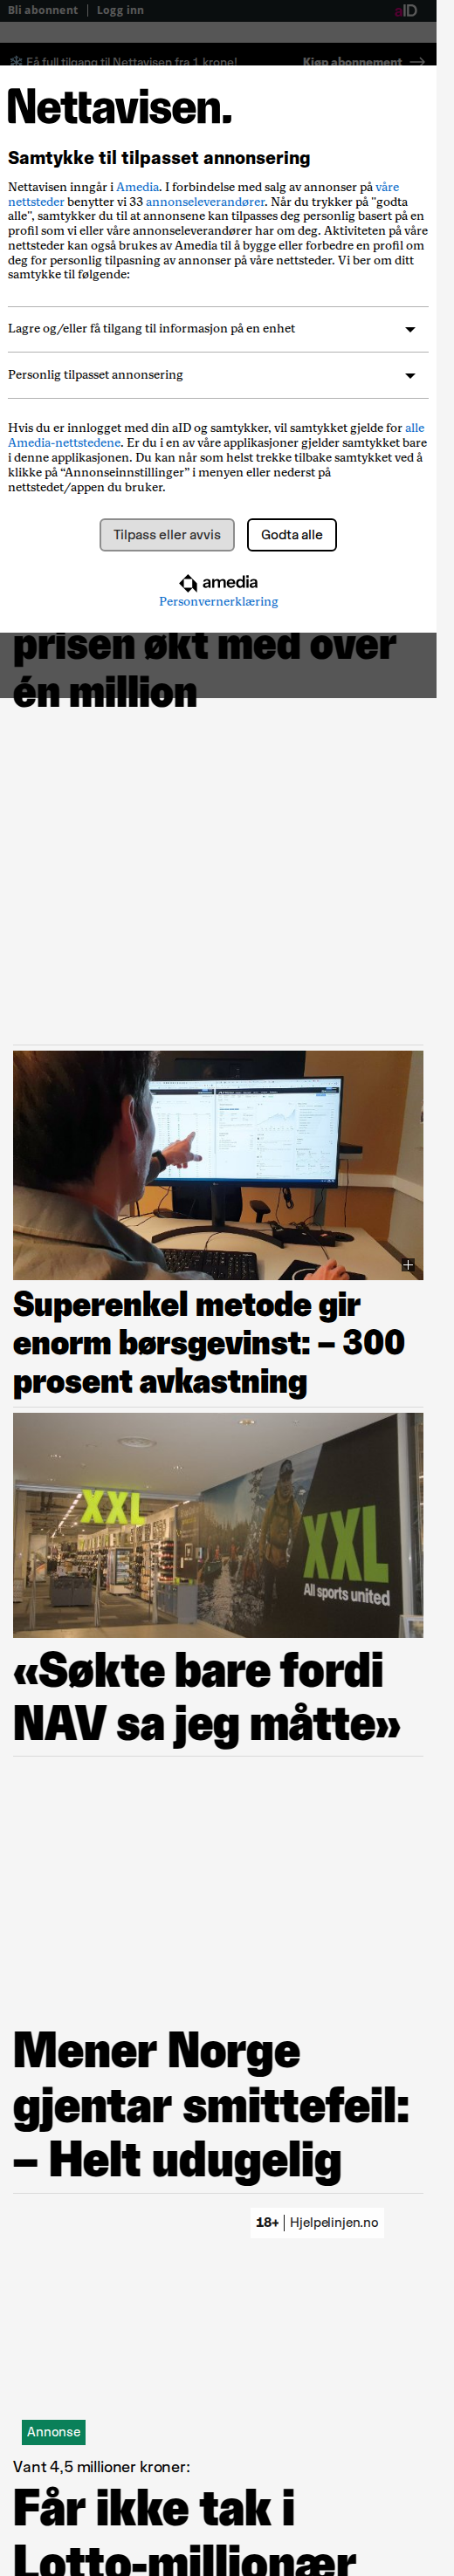 Bli abonnent | Logg inn
aID
Få full tilgang til Nettavisen fra 1 krone!
Kjøp abonnement →
Nettavisen.
Samtykke til tilpasset annonsering
Nettavisen inngår i Amedia. I forbindelse med salg av annonser på våre
nettsteder benytter vi 33 annonseleverandører. Når du trykker på "godta
alle", samtykker du til at annonsene kan tilpasses deg personlig basert på en
profil som vi eller våre annonseleverandører har om deg. Aktiviteten på våre
nettsteder kan også brukes av Amedia til å bygge eller forbedre en profil om
deg for personlig tilpasning av annonser på våre nettsteder. Vi ber om ditt
samtykke til følgende:
Lagre og/eller få tilgang til informasjon på en enhet
Personlig tilpasset annonsering
Hvis du er innlogget med din aID og samtykker, vil samtykket gjelde for alle
Amedia-nettstedene. Er du i en av våre applikasjoner gjelder samtykket bare
i denne applikasjonen. Du kan når som helst trekke tilbake samtykket ved å
klikke på “Annonseinnstillinger” i menyen eller nederst på
nettstedet/appen du bruker.
Tilpass eller avvis
Godta alle
amedia
Personvernerklæring
prisen økt med over
én million
Superenkel metode gir
enorm børsgevinst: – 300
prosent avkastning
XXL
XXL
All sports united
«Søkte bare fordi
NAV sa jeg måtte»
Mener Norge
gjentar smittefeil:
– Helt udugelig
18+ | Hjelpelinjen.no
Annonse
Vant 4,5 millioner kroner:
Får ikke tak i
Lotto-millionær